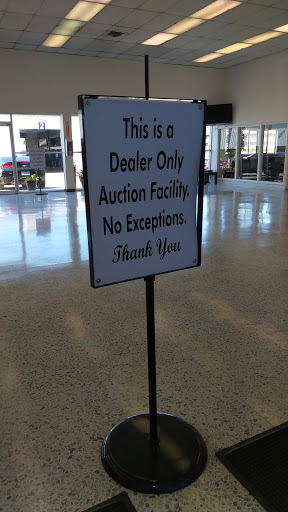 This is a
Dealer Only
Auction Facility.
No Exceptions.
Thank You